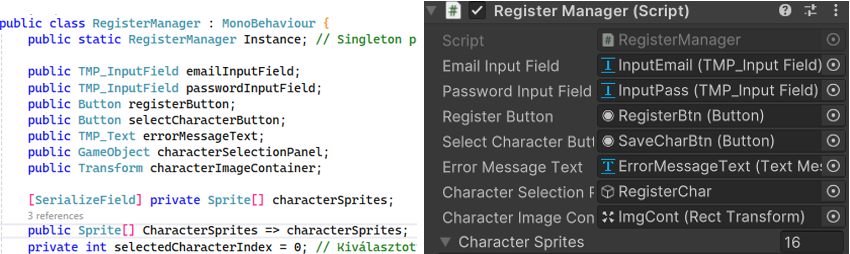 public class RegisterManager : MonoBehaviour {
public static RegisterManager Instance; // Singleton p
public TMP_InputField emailInputField;
public TMP_InputField passwordInputField;
public Button registerButton;
public Button selectCharacterButton;
public TMP_Text errorMessageText;
public GameObject characterSelectionPanel;
public Transform characterImageContainer;
[SerializeField] private Sprite[] characterSprites;
3 references
public Sprite[] CharacterSprites => characterSprites;
private int selectedCharacterIndex = 0; // Kiválasztot
Register Manager (Script)
Script RegisterManager
Email Input Field InputEmail (TMP_Input Field)
Password Input Field InputPass (TMP_Input Field)
Register Button RegisterBtn (Button)
Select Character Butt SaveCharBtn (Button)
Error Message Text ErrorMessageText (Text Mes
Character Selection P RegisterChar
Character Image Con ImgCont (Rect Transform)
Character Sprites 16